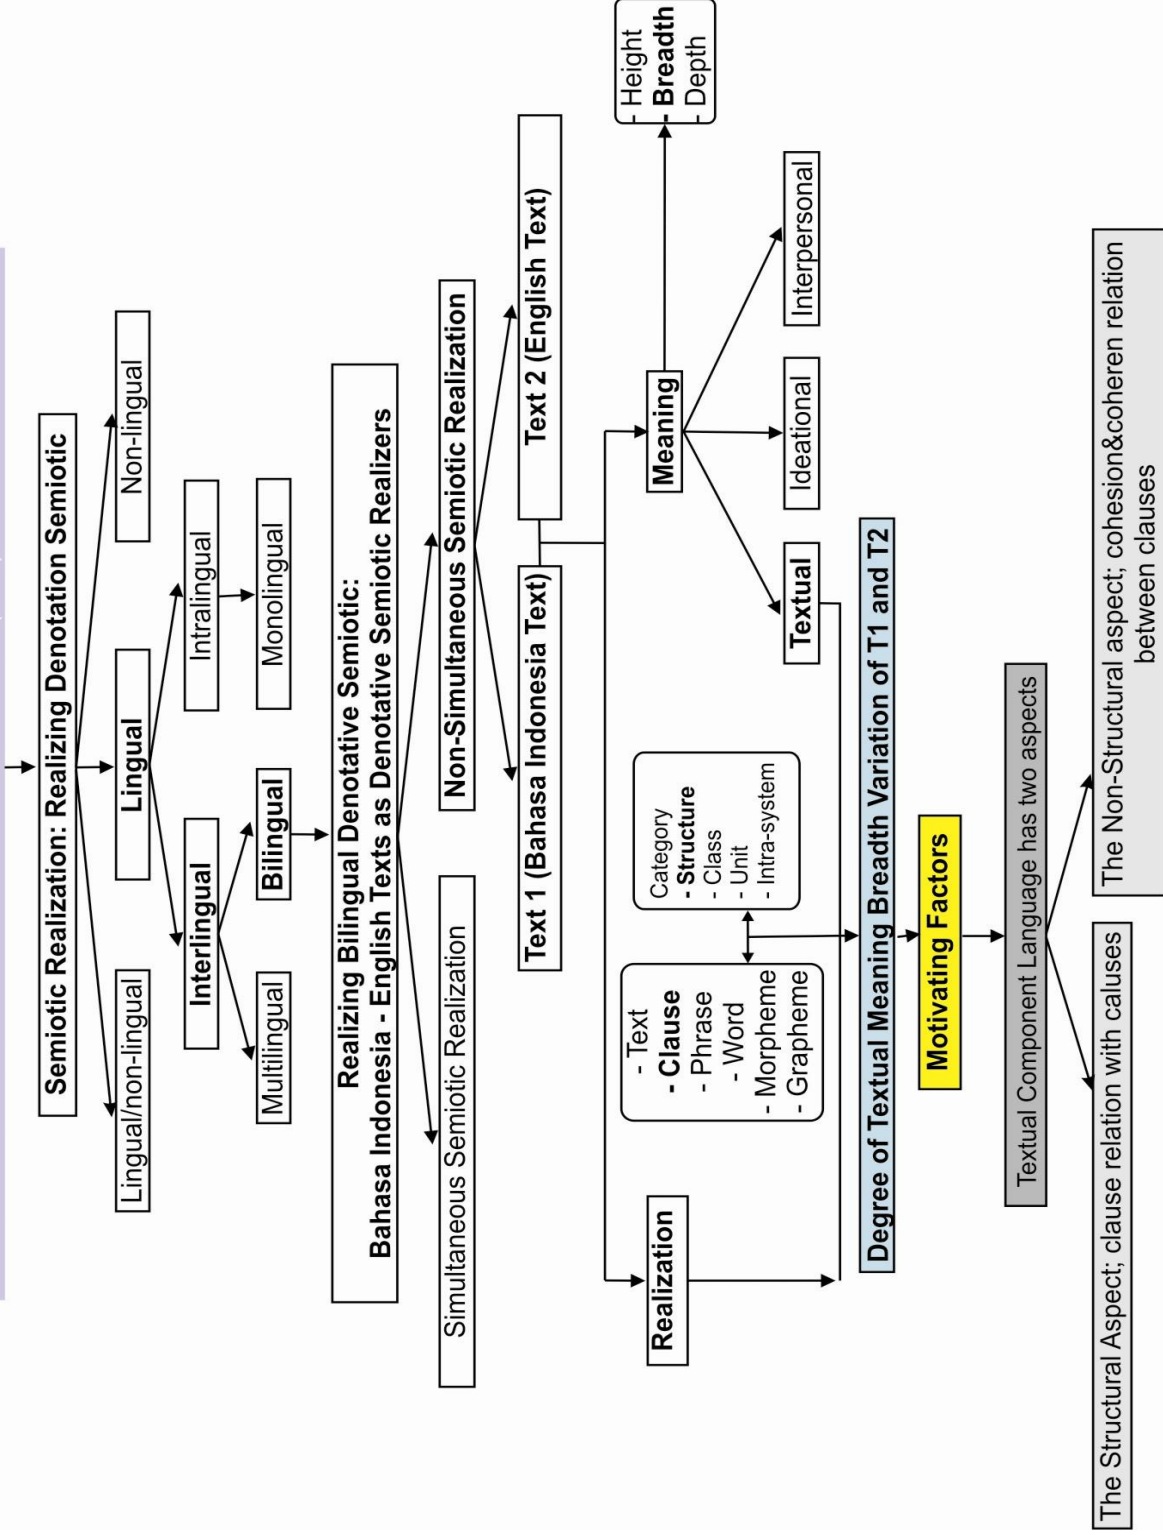 Semiotic Realization: Realizing Denotation Semiotic
Lingual/non-lingual
Lingual
Non-lingual
Interlingual
Intralingual
Multilingual
Bilingual
Monolingual
Realizing Bilingual Denotative Semiotic:
Bahasa Indonesia - English Texts as Denotative Semiotic Realizers
Simultaneous Semiotic Realization
Non-Simultaneous Semiotic Realization
Text 1 (Bahasa Indonesia Text)
Text 2 (English Text)
Realization
- Text
- Clause
- Phrase
- Word
- Morpheme
- Grapheme
Category
- Structure
- Class
- Unit
- Intra-system
Meaning
- Height
- Breadth
- Depth
Textual
Ideational
Interpersonal
Degree of Textual Meaning Breadth Variation of T1 and T2
Motivating Factors
Textual Component Language has two aspects
The Structural Aspect; clause relation with caluses
The Non-Structural aspect; cohesion&coheren relation
between clauses